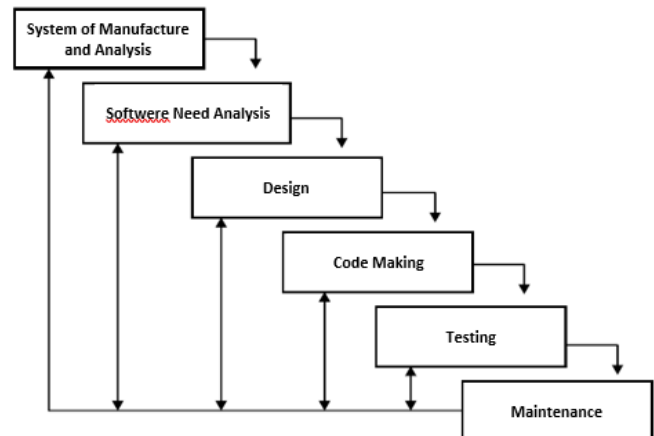 System of Manufacture
and Analysis
Softwere Need Analysis
Design
Code Making
Testing
Maintenance